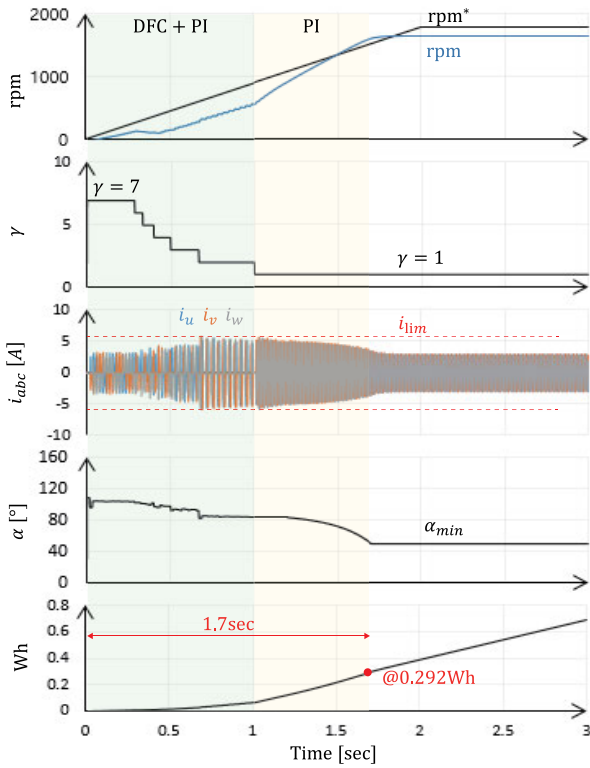 2000
1000
0
rpm
DFC + PI
PI
rpm*
rpm
10
5
0
γ
γ = 7
γ = 1
10
5
0
-5
-10
i_abc [A]
i_u i_v i_w
i_lim
160
120
80
40
0
α [°]
α_min
0.8
0.6
0.4
0.2
0
Wh
1.7sec
@0.292Wh
0 0.5 1 1.5 2 2.5 3
Time [sec]